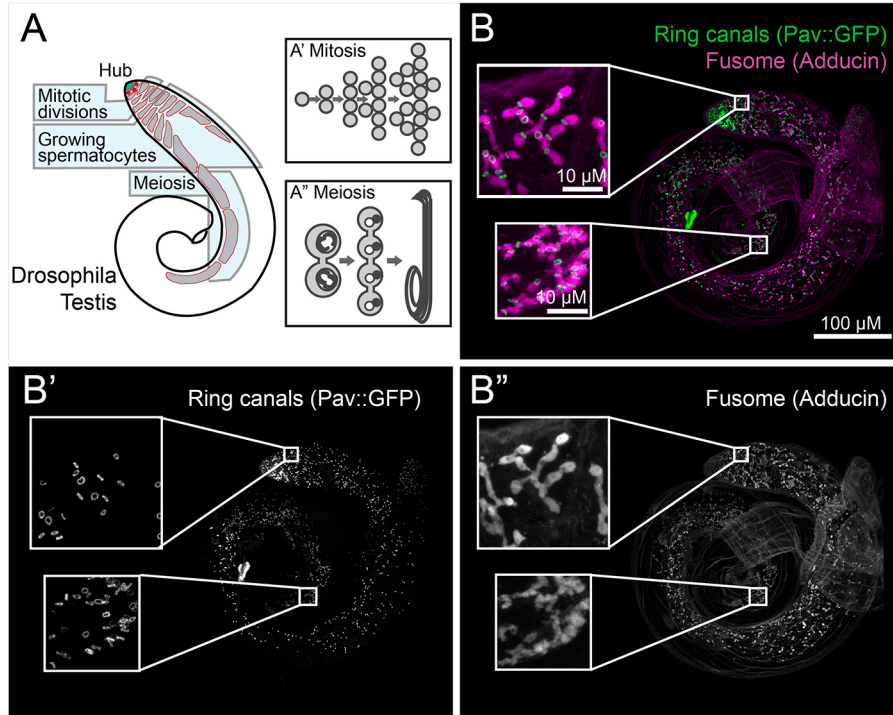 A
Hub
Mitotic
divisions
Growing
spermatocytes
Meiosis
Drosophila
Testis
A' Mitosis
A" Meiosis
B
Ring canals (Pav::GFP)
Fusome (Adducin)
10 µM
10 µM
100 µM
B'
Ring canals (Pav::GFP)
B"
Fusome (Adducin)